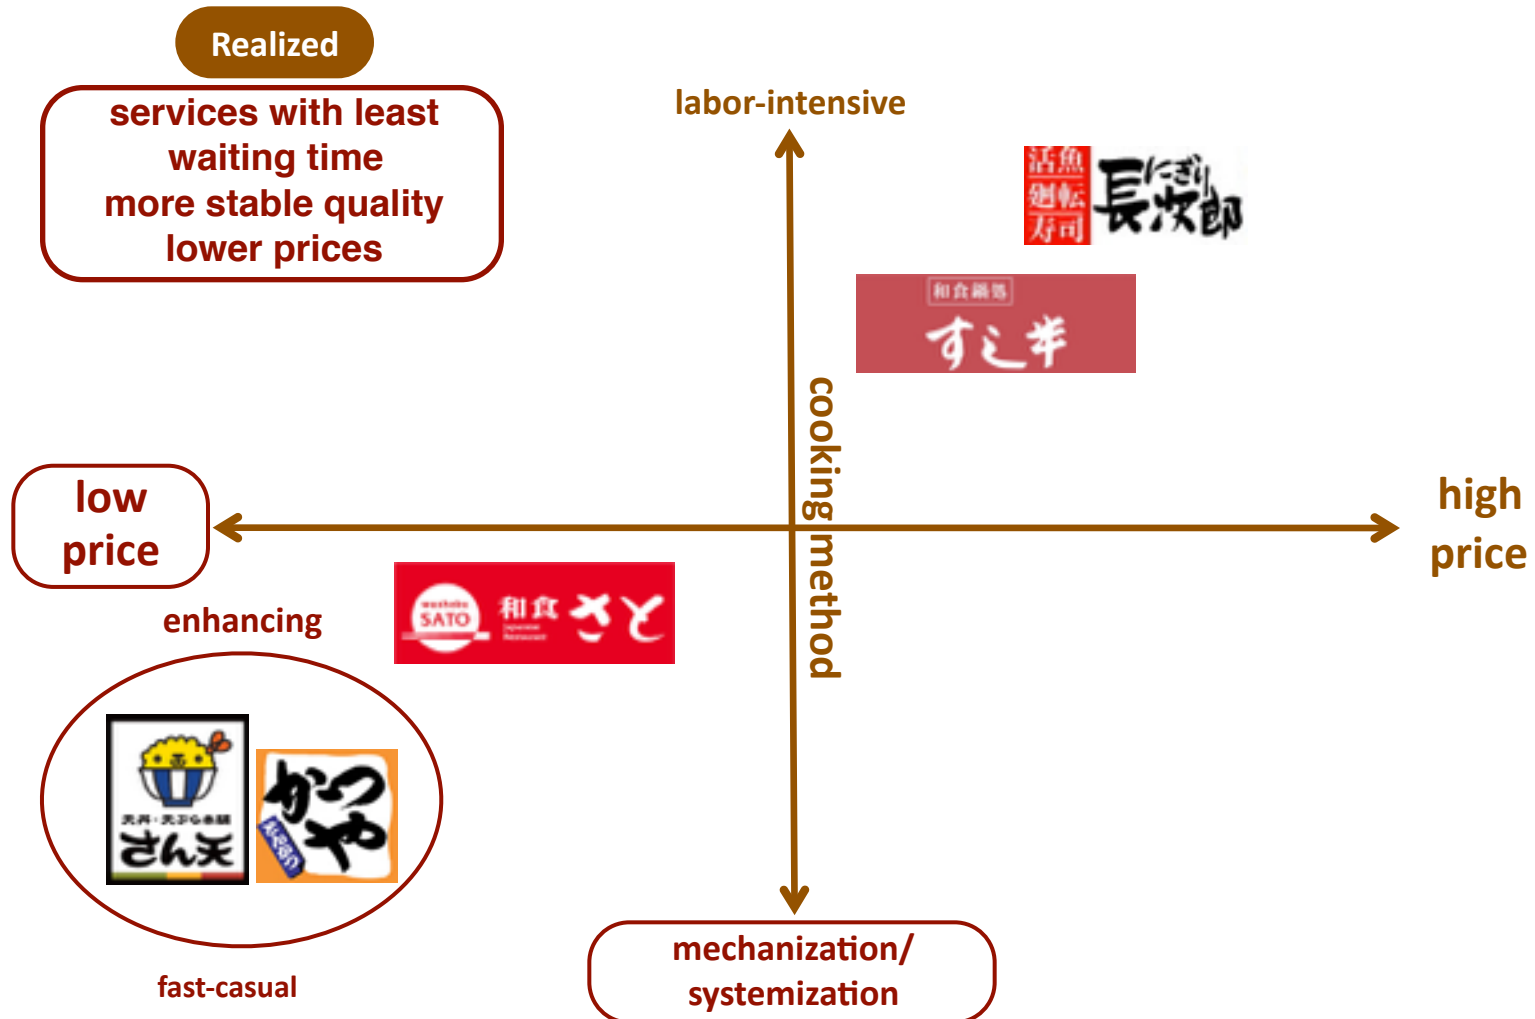 Realized
services with least
waiting time
more stable quality
lower prices
labor-intensive
活魚
廻転
寿司
にぎり
長次郎
和食鍋処
すし半
cooking method
low
price
high
price
enhancing
washoku
SATO
和食 さと
Japanese
Restaurant
天丼・天ぷら本舗
さん天
かつや
fast-casual
mechanization/
systemization